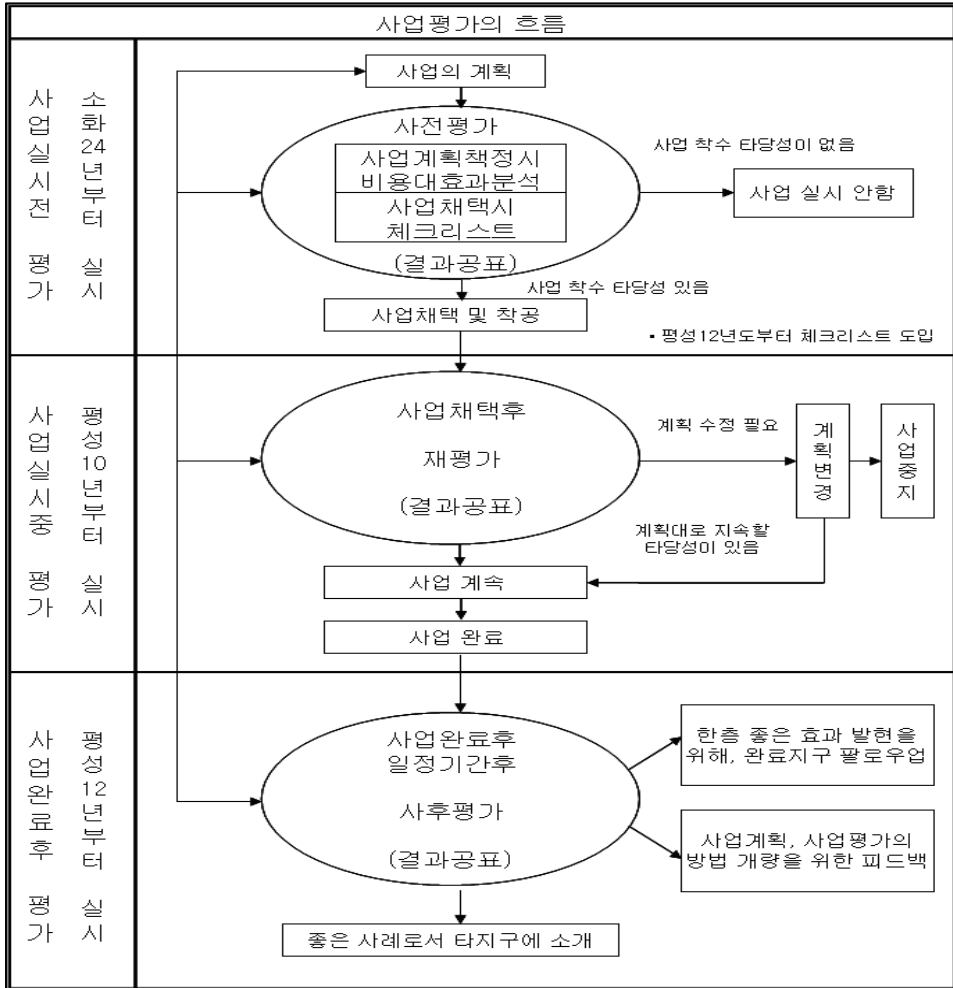 사업평가의 흐름
사업실시전 평가
소화24년부터 실시
사업의 계획
사전평가
사업계획책정시
비용대효과분석
사업채택시
체크리스트
(결과공표)
사업 착수 타당성이 없음
사업 실시 안함
사업 착수 타당성 있음
사업채택 및 착공
▪ 평성12년도부터 체크리스트 도입
사업실시중 평가
평성10년부터 실시
사업채택후
재평가
(결과공표)
계획 수정 필요
계획변경
사업중지
계획대로 지속할
타당성이 있음
사업 계속
사업 완료
사업완료후 평가
평성12년부터 실시
사업완료후
일정기간후
사후평가
(결과공표)
한층 좋은 효과 발현을
위해, 완료지구 팔로우업
사업계획, 사업평가의
방법 개량을 위한 피드백
좋은 사례로서 타지구에 소개